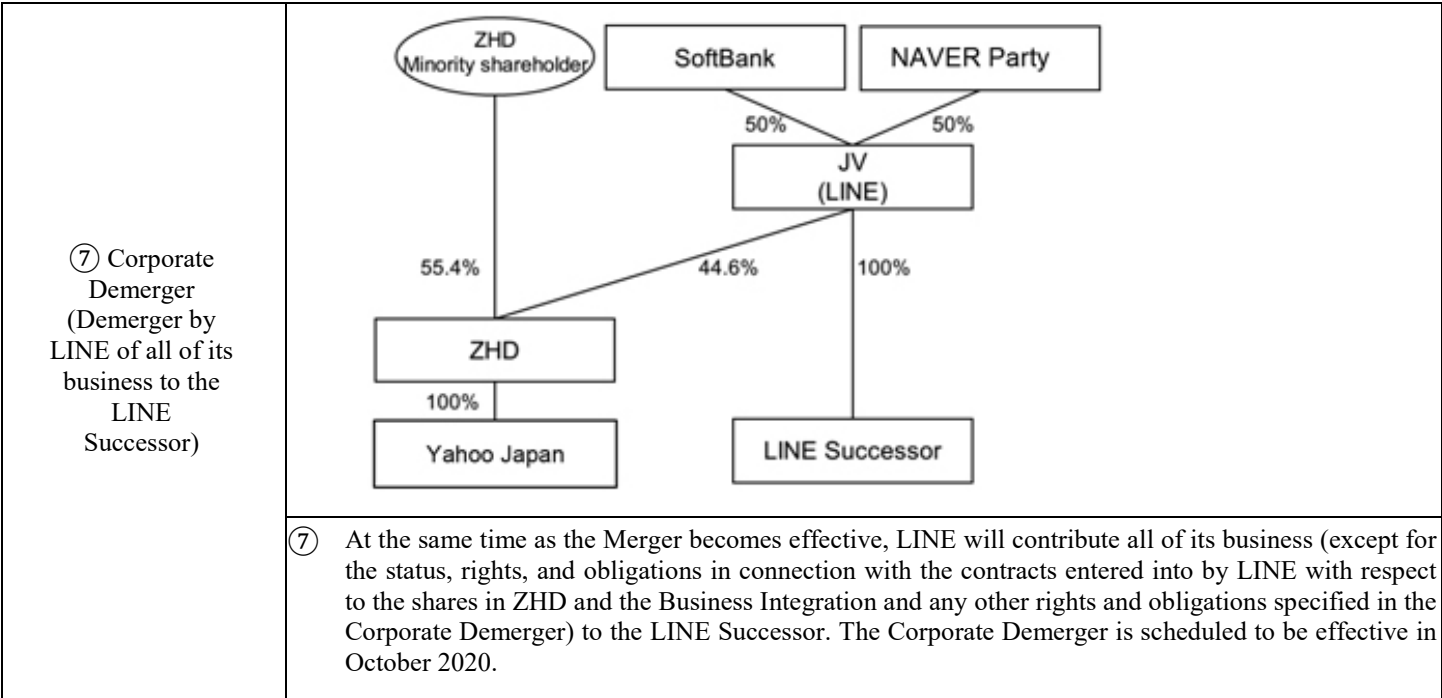 ⑦ Corporate
Demerger
(Demerger by
LINE of all of its
business to the
LINE
Successor)
ZHD
Minority shareholder
SoftBank
NAVER Party
50%
50%
JV
(LINE)
55.4%
44.6%
100%
ZHD
100%
Yahoo Japan
LINE Successor
⑦ At the same time as the Merger becomes effective, LINE will contribute all of its business (except for
the status, rights, and obligations in connection with the contracts entered into by LINE with respect
to the shares in ZHD and the Business Integration and any other rights and obligations specified in the
Corporate Demerger) to the LINE Successor. The Corporate Demerger is scheduled to be effective in
October 2020.